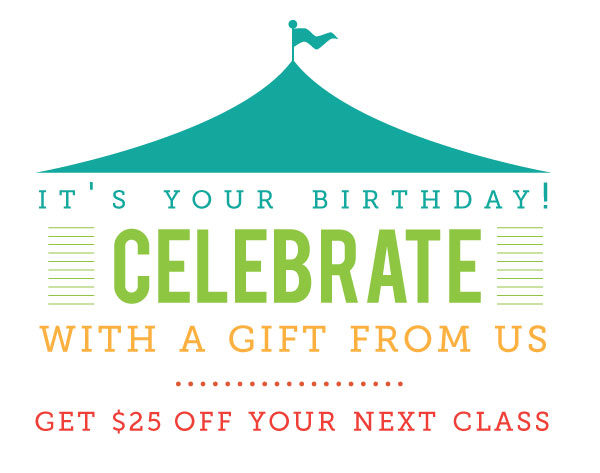 IT'S YOUR BIRTHDAY!
CELEBRATE
WITH A GIFT FROM US
GET $25 OFF YOUR NEXT CLASS